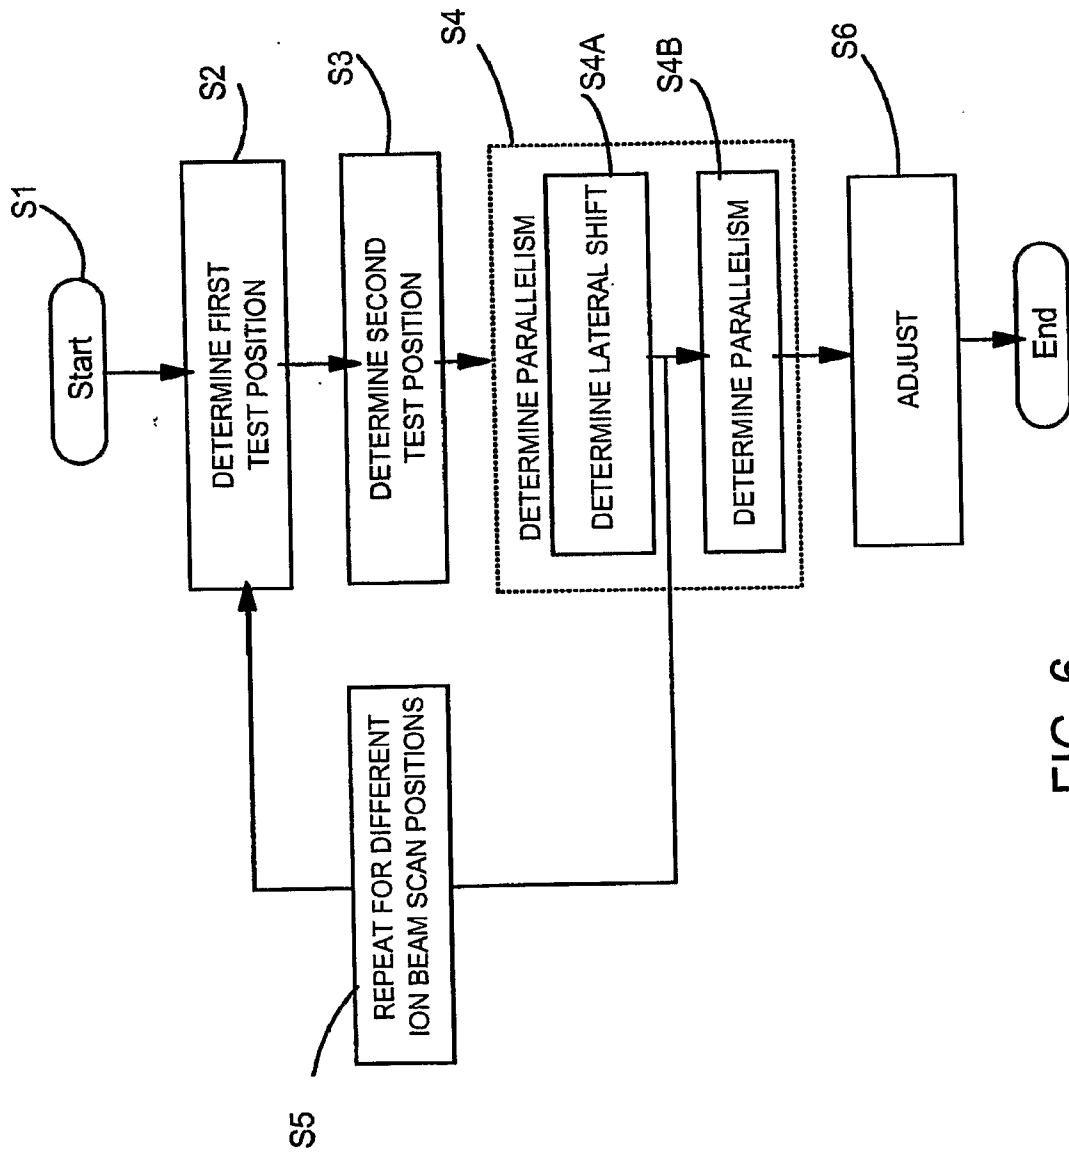 S1
Start
S2
DETERMINE FIRST
TEST POSITION
S3
DETERMINE SECOND
TEST POSITION
S4
DETERMINE PARALLELISM
S4A
DETERMINE LATERAL SHIFT
S4B
DETERMINE PARALLELISM
S5
REPEAT FOR DIFFERENT
ION BEAM SCAN POSITIONS
S6
ADJUST
End